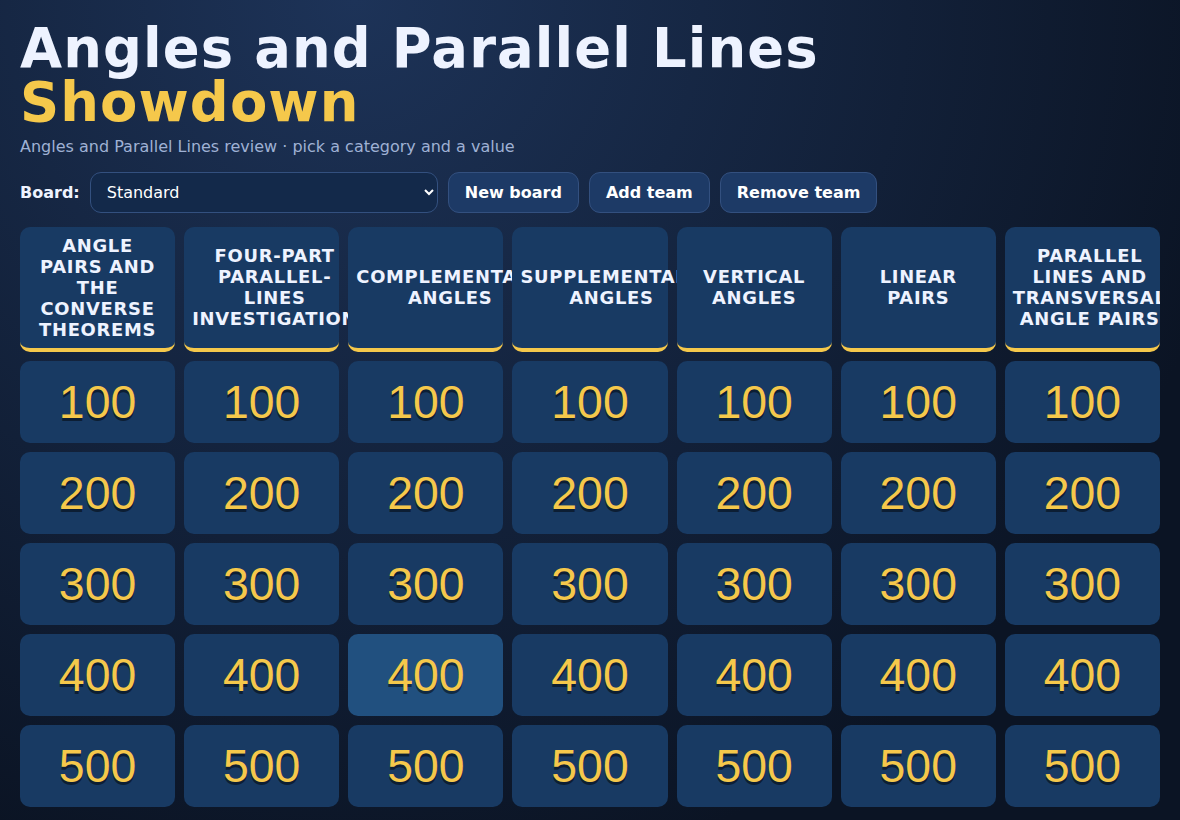 Angles and Parallel Lines
Showdown
Angles and Parallel Lines review · pick a category and a value
Board: Standard New board Add team Remove team
ANGLE
PAIRS AND
THE
CONVERSE
THEOREMS
FOUR-PART
PARALLEL-
LINES
INVESTIGATION
COMPLEMENTA
ANGLES
SUPPLEMENTA
ANGLES
VERTICAL
ANGLES
LINEAR
PAIRS
PARALLEL
LINES AND
TRANSVERSAL
ANGLE PAIRS
100 100 100 100 100 100 100
200 200 200 200 200 200 200
300 300 300 300 300 300 300
400 400 400 400 400 400 400
500 500 500 500 500 500 500